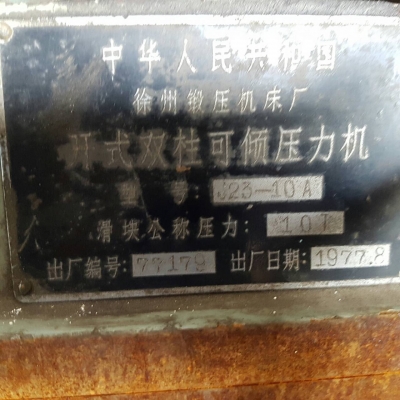 中华人民共和国
徐州锻压机床厂
开式双柱可倾压力机
型号: J23-10A
滑块公称压力: 10T
出厂编号: 77179 出厂日期: 1977.8